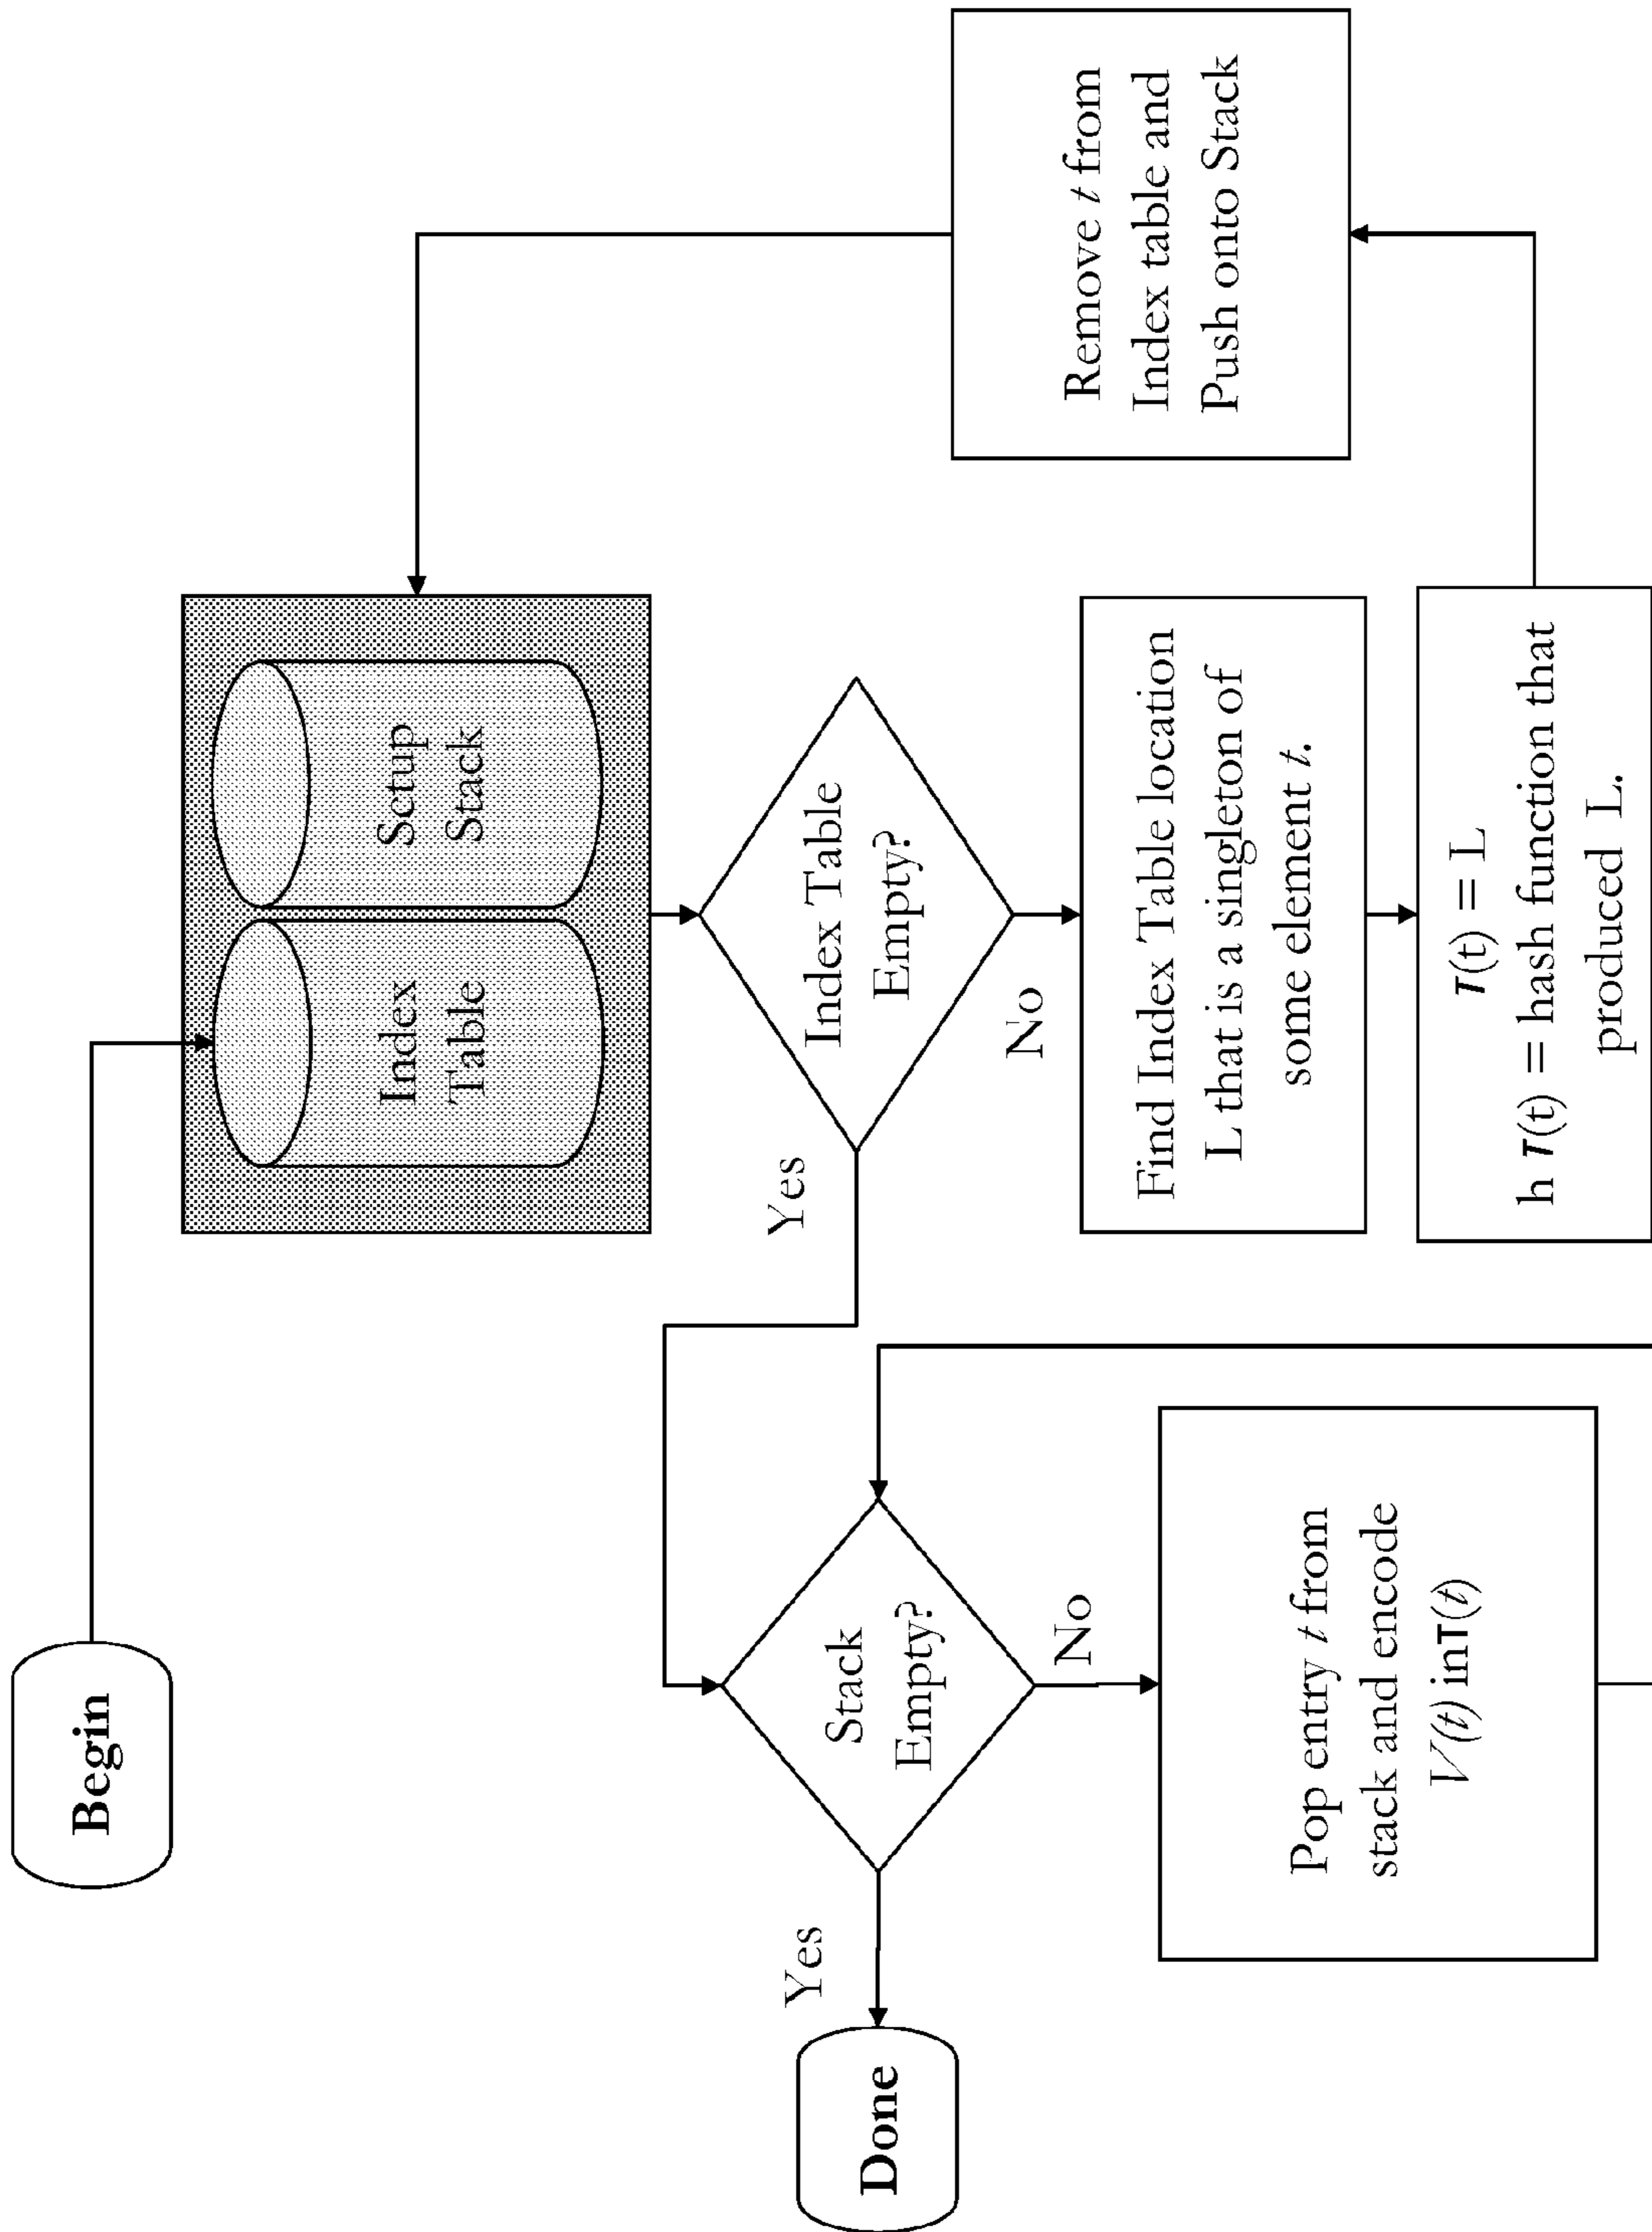 Begin
Index
Table
Setup
Stack
Index Table
Empty?
Yes
No
Find Index Table location
L that is a singleton of
some element t.
T(t) = L
h T(t) = hash function that
produced L.
Remove t from
Index table and
Push onto Stack
Stack
Empty?
Yes
No
Pop entry t from
stack and encode
V(t) inT(t)
Done